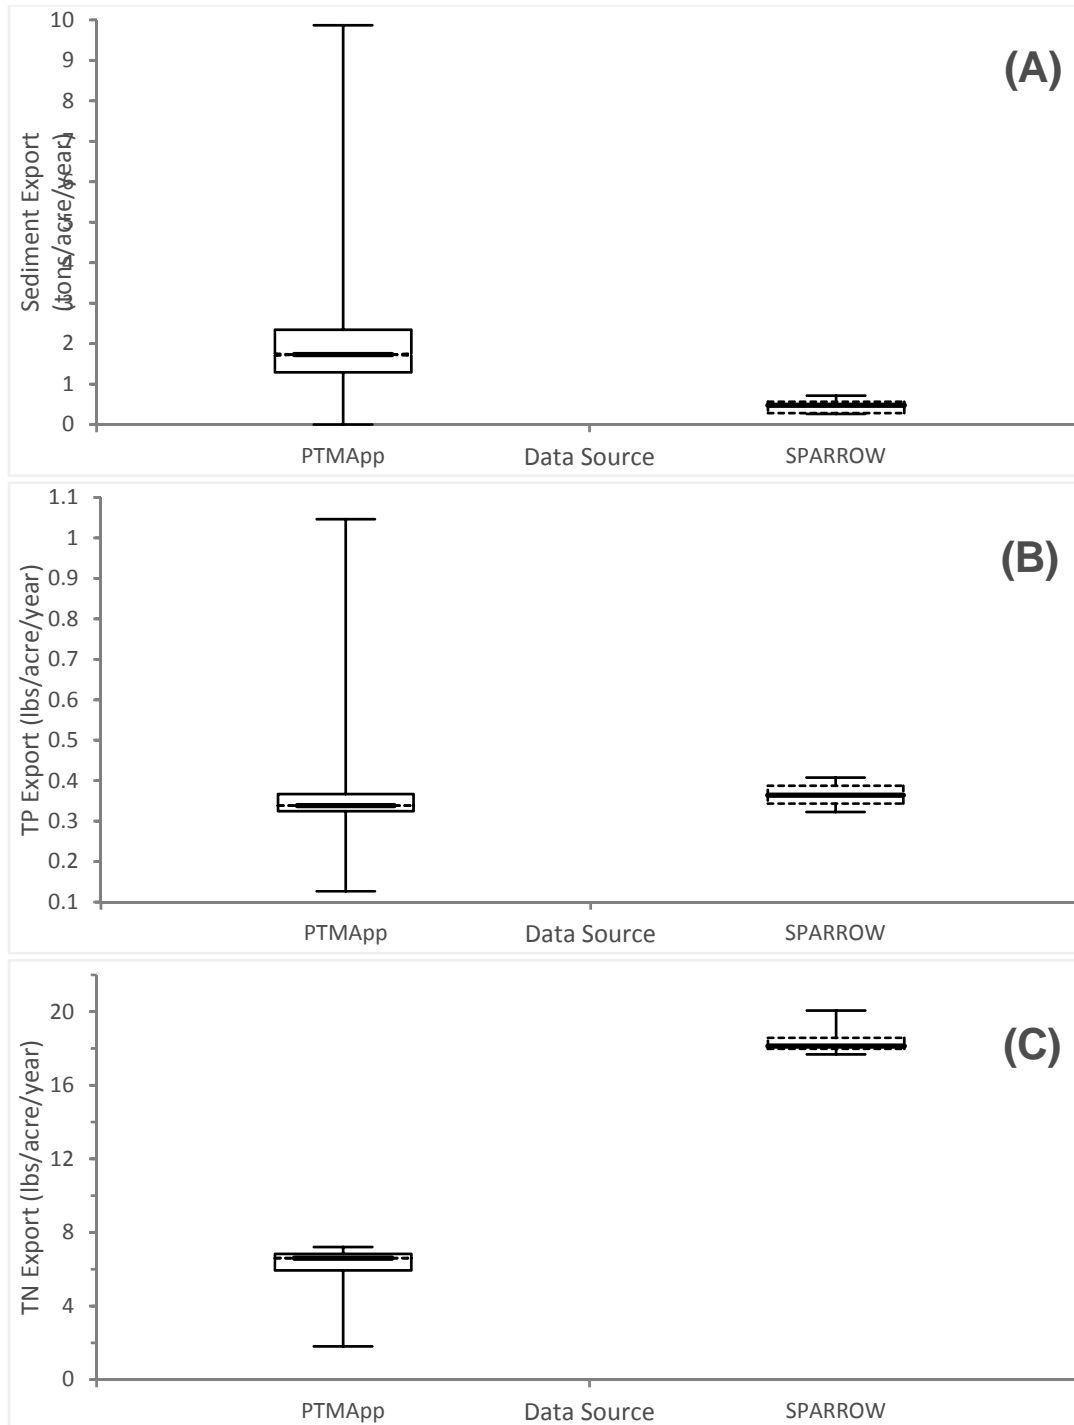 10
9
8
7
6
5
4
3
2
1
0
Sediment Export
(tons/acre/year)
(A)
PTMApp Data Source SPARROW
1.1
1
0.9
0.8
0.7
0.6
0.5
0.4
0.3
0.2
0.1
TP Export (lbs/acre/year)
(B)
PTMApp Data Source SPARROW
20
16
12
8
4
0
TN Export (lbs/acre/year)
(C)
PTMApp Data Source SPARROW